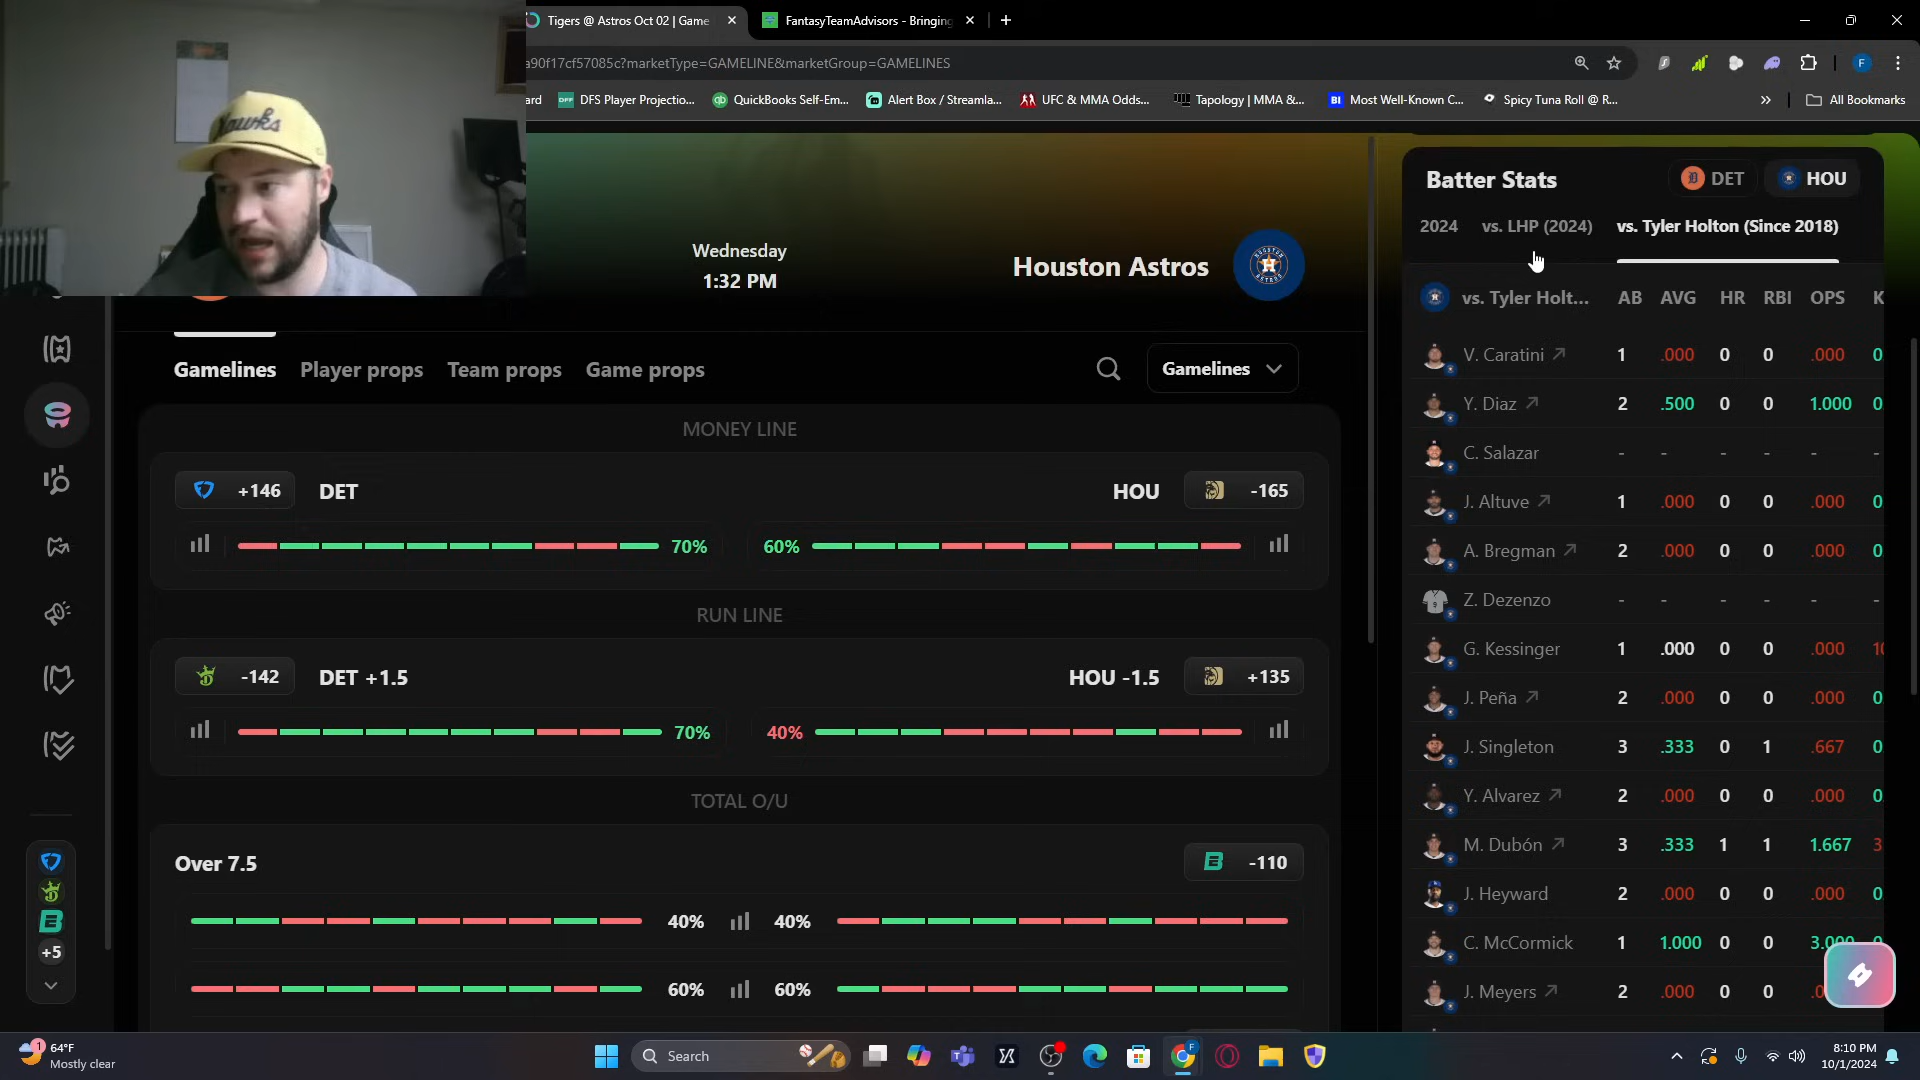 Tigers @ Astros Oct 02 | Game
FantasyTeamAdvisors - Bringing
a90f17cf57085c?marketType=GAMELINE&marketGroup=GAMELINES
ard
DFS Player Projectio...
QuickBooks Self-Em...
Alert Box / Streamla...
UFC & MMA Odds...
Tapology | MMA &...
Most Well-Known C...
Spicy Tuna Roll @ R...
All Bookmarks
Hawks
Wednesday
1:32 PM
Houston Astros
Gamelines Player props Team props Game props
Gamelines
MONEY LINE
+146 DET HOU -165
70% 60%
RUN LINE
-142 DET +1.5 HOU -1.5 +135
70% 40%
TOTAL O/U
Over 7.5 -110
40% 40%
60% 60%
+5
Batter Stats DET HOU
2024 vs. LHP (2024) vs. Tyler Holton (Since 2018)
vs. Tyler Holt... AB AVG HR RBI OPS K
V. Caratini 1 .000 0 0 .000 0
Y. Diaz 2 .500 0 0 1.000 0.
C. Salazar - - - - - -
J. Altuve 1 .000 0 0 .000 0
A. Bregman 2 .000 0 0 .000 0
Z. Dezenzo - - - - - -
G. Kessinger 1 .000 0 0 .000 10
J. Peña 2 .000 0 0 .000 0.
J. Singleton 3 .333 0 1 .667 0
Y. Alvarez 2 .000 0 0 .000 0.
M. Dubón 3 .333 1 1 1.667 3
J. Heyward 2 .000 0 0 .000 0.
C. McCormick 1 1.000 0 0 3.000
J. Meyers 2 .000 0 0 .0
64°F
Mostly clear
Search
8:10 PM
10/1/2024